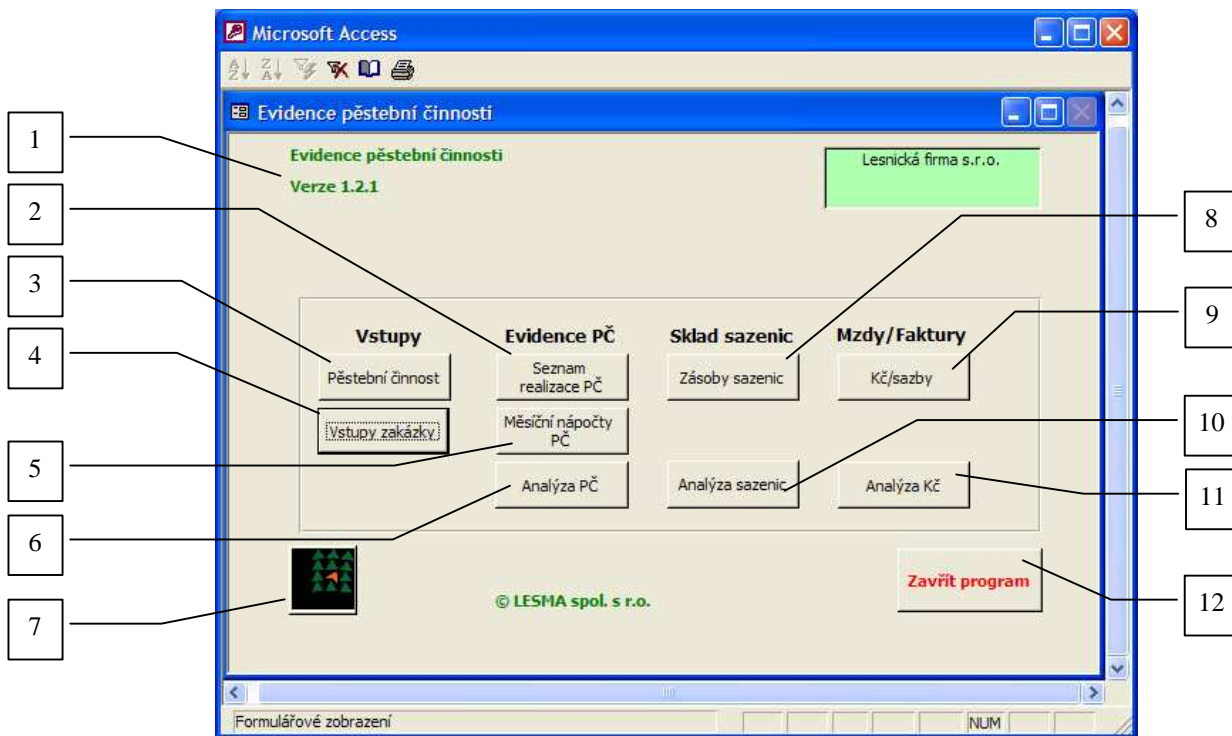 Microsoft Access
Evidence pěstební činnosti
1
Evidence pěstební činnosti
Lesnická firma s.r.o.
Verze 1.2.1
2
8
3
9
Vstupy Evidence PČ Sklad sazenic Mzdy/Faktury
4
Pěstební činnost
Seznam
realizace PČ
Zásoby sazenic
Kč/sazby
Vstupy zakázky
Měsíční nápočty
PČ
10
5
Analýza PČ
Analýza sazenic
Analýza Kč
11
6
Zavřít program
12
7
© LESMA spol. s r.o.
Formulářové zobrazení
NUM